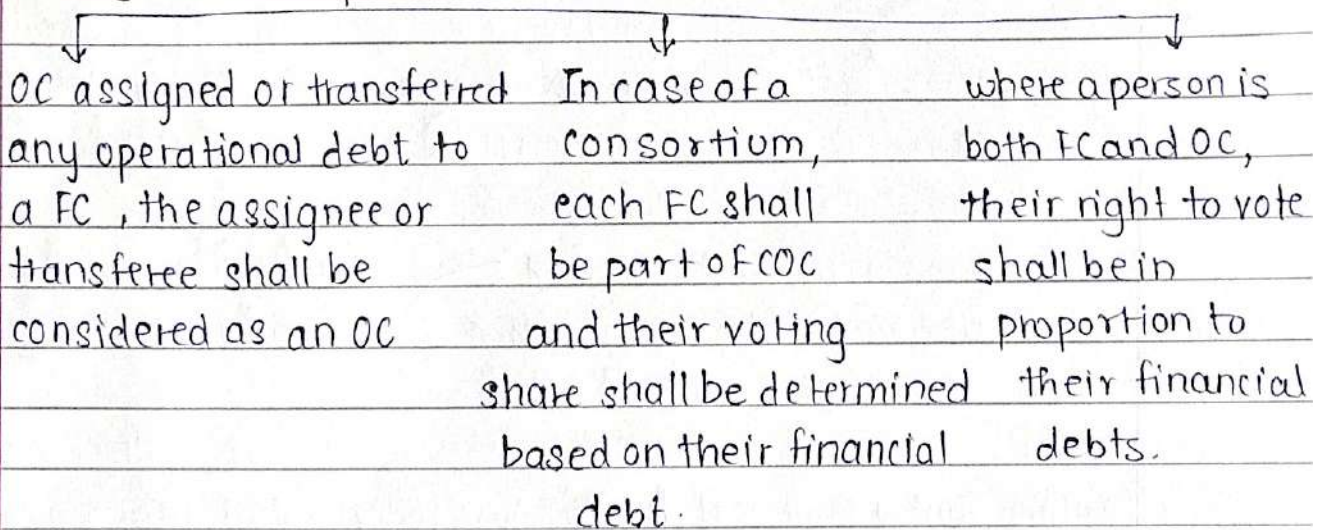 OC assigned or transferred
any operational debt to
a FC, the assignee or
transferee shall be
considered as an OC
In case of a
consortium,
each FC shall
be part of COC
and their voting
share shall be determined
based on their financial
debt.
where a person is
both FC and OC,
their right to vote
shall be in
proportion to
their financial
debts.